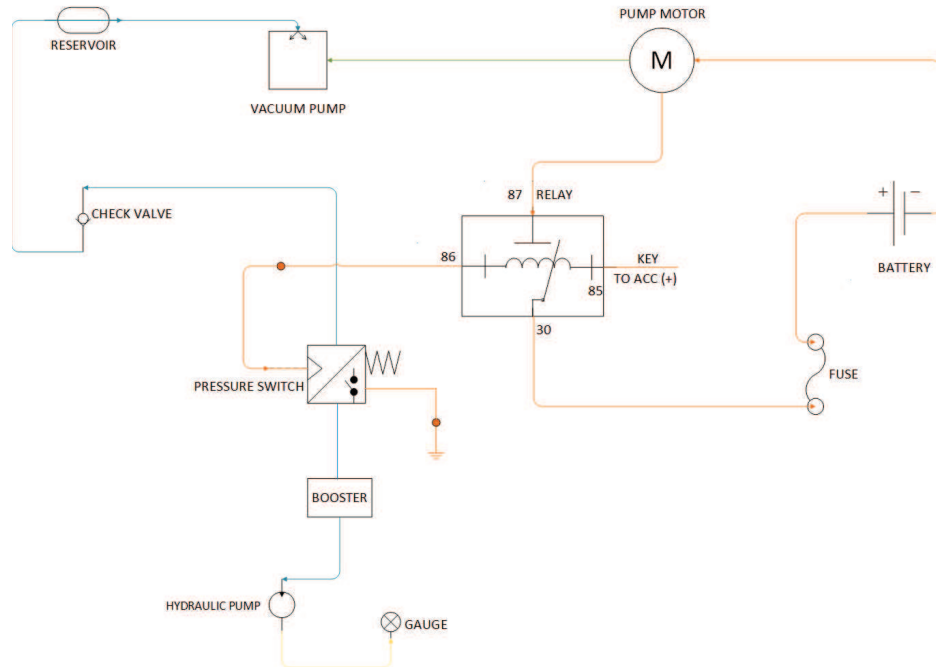 PUMP MOTOR
M
RESERVOIR
VACUUM PUMP
87 RELAY
CHECK VALVE
+ −
86
KEY
TO ACC (+)
85
BATTERY
30
PRESSURE SWITCH
FUSE
BOOSTER
HYDRAULIC PUMP
GAUGE